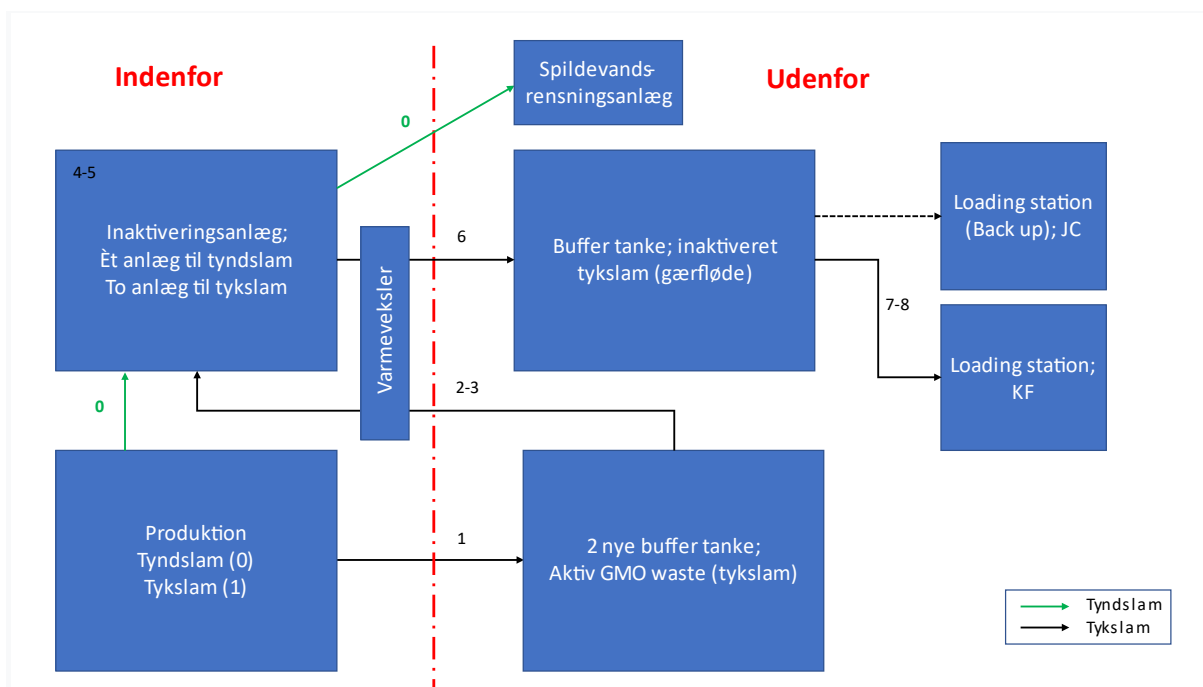 Indenfor
Udenfor
Spildevands-
rensningsanlæg
0
4-5
Inaktiveringsanlæg;
Èt anlæg til tyndslam
To anlæg til tykslam
Varmeveksler
6
Buffer tanke; inaktiveret
tykslam (gærfløde)
Loading station
(Back up); JC
7-8
Loading station;
KF
2-3
0
Produktion
Tyndslam (0)
Tykslam (1)
1
2 nye buffer tanke;
Aktiv GMO waste (tykslam)
Tyndslam
Tykslam